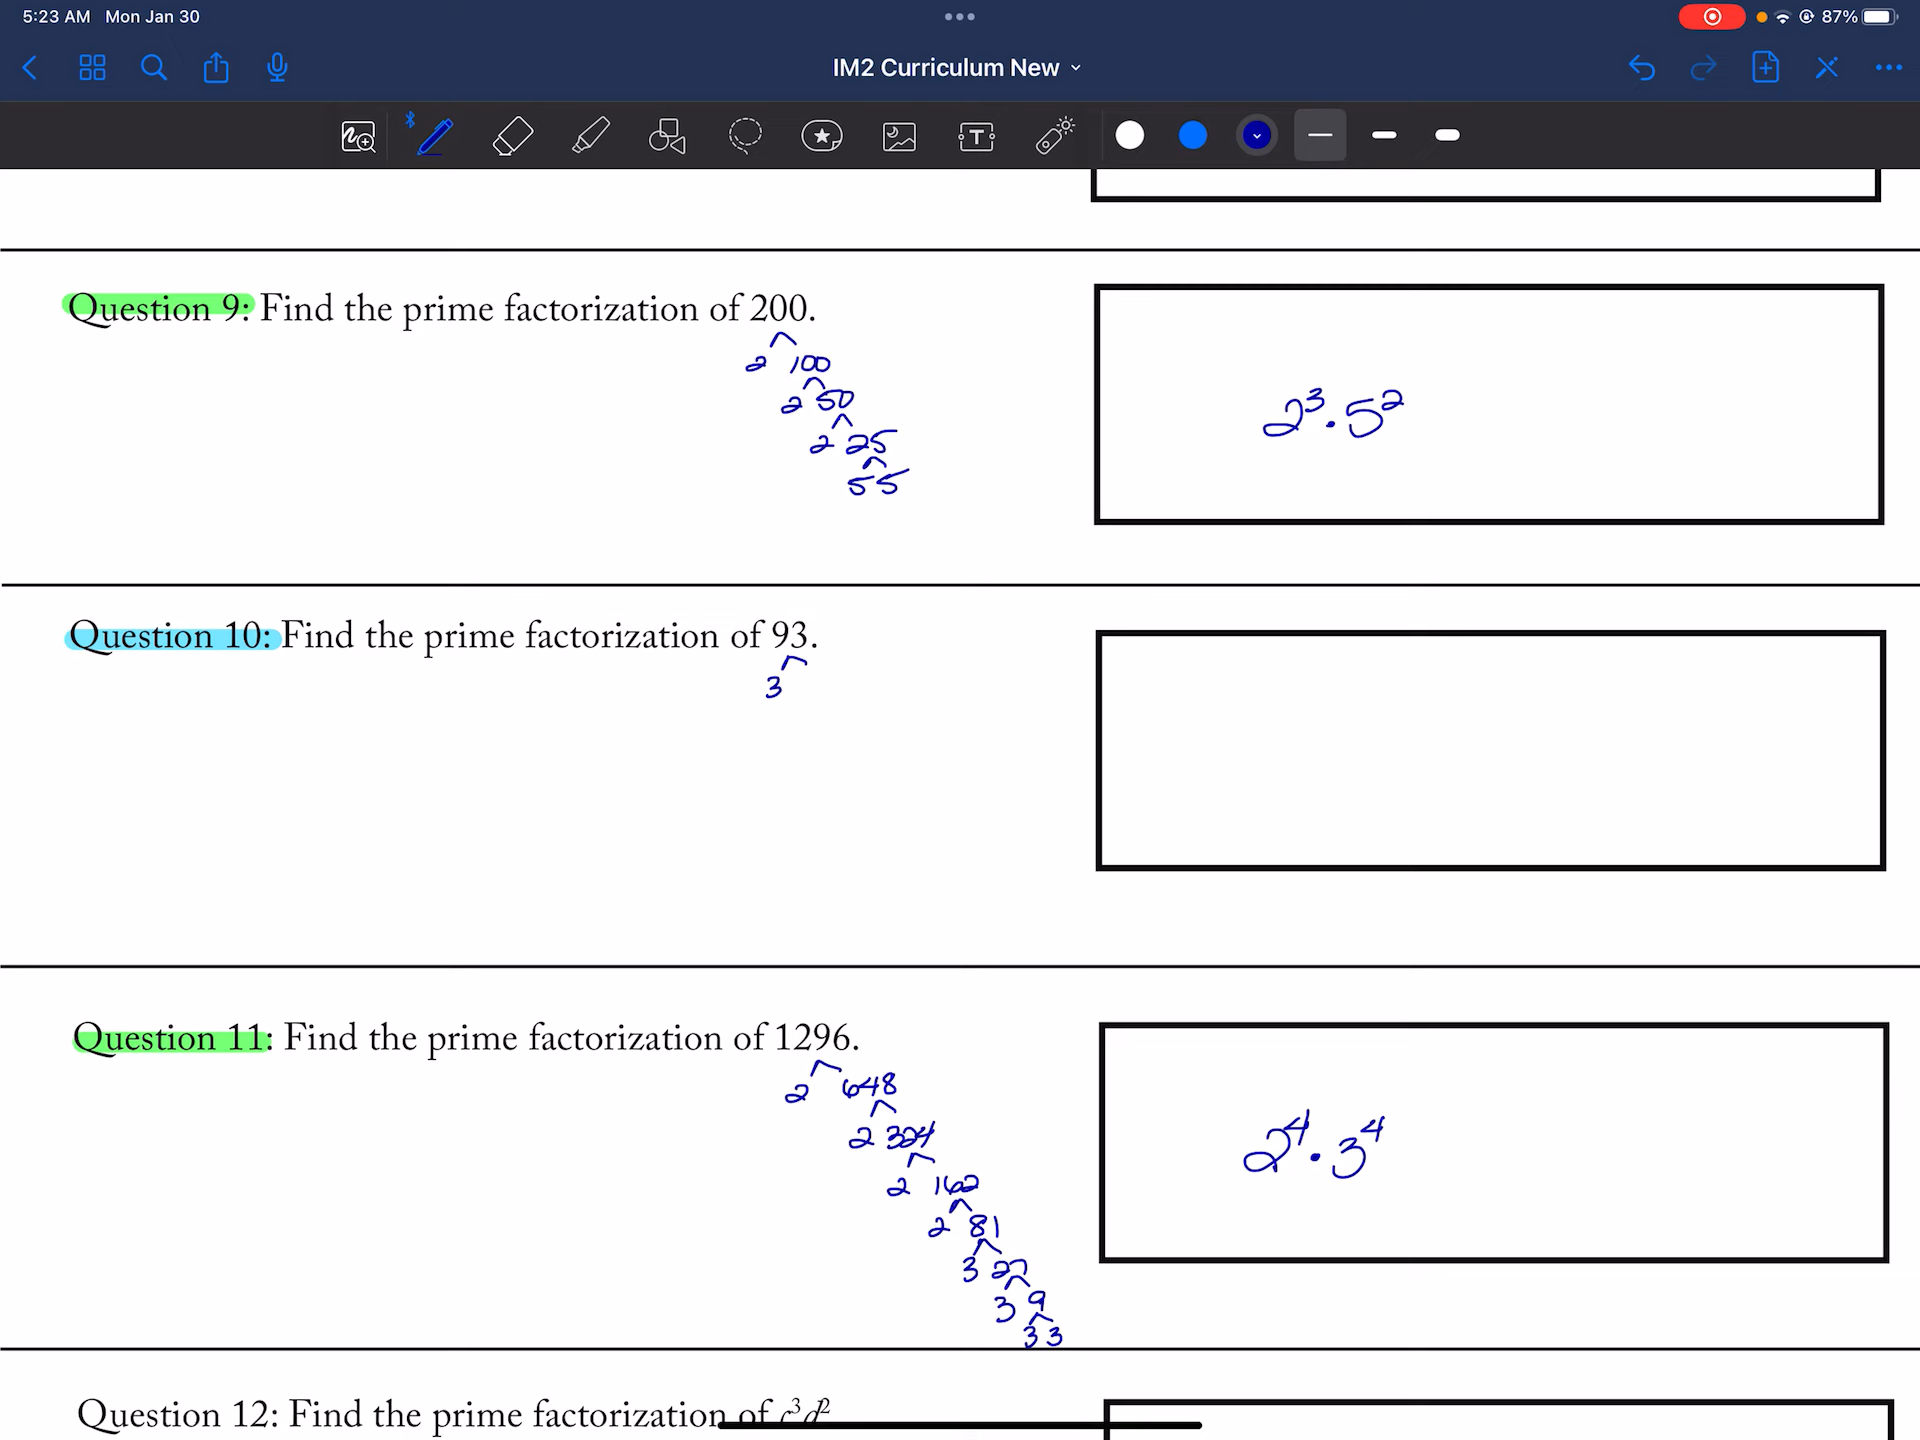 5:23 AM Mon Jan 30
87%
IM2 Curriculum New
T
Question 9: Find the prime factorization of 200.
2 100
2 50
2 25
5 5
2³·5²
Question 10: Find the prime factorization of 93.
3
Question 11: Find the prime factorization of 1296.
2 648
2 324
2 162
2 81
3 27
3 9
3 3
2⁴·3⁴
Question 12: Find the prime factorization of c³d²